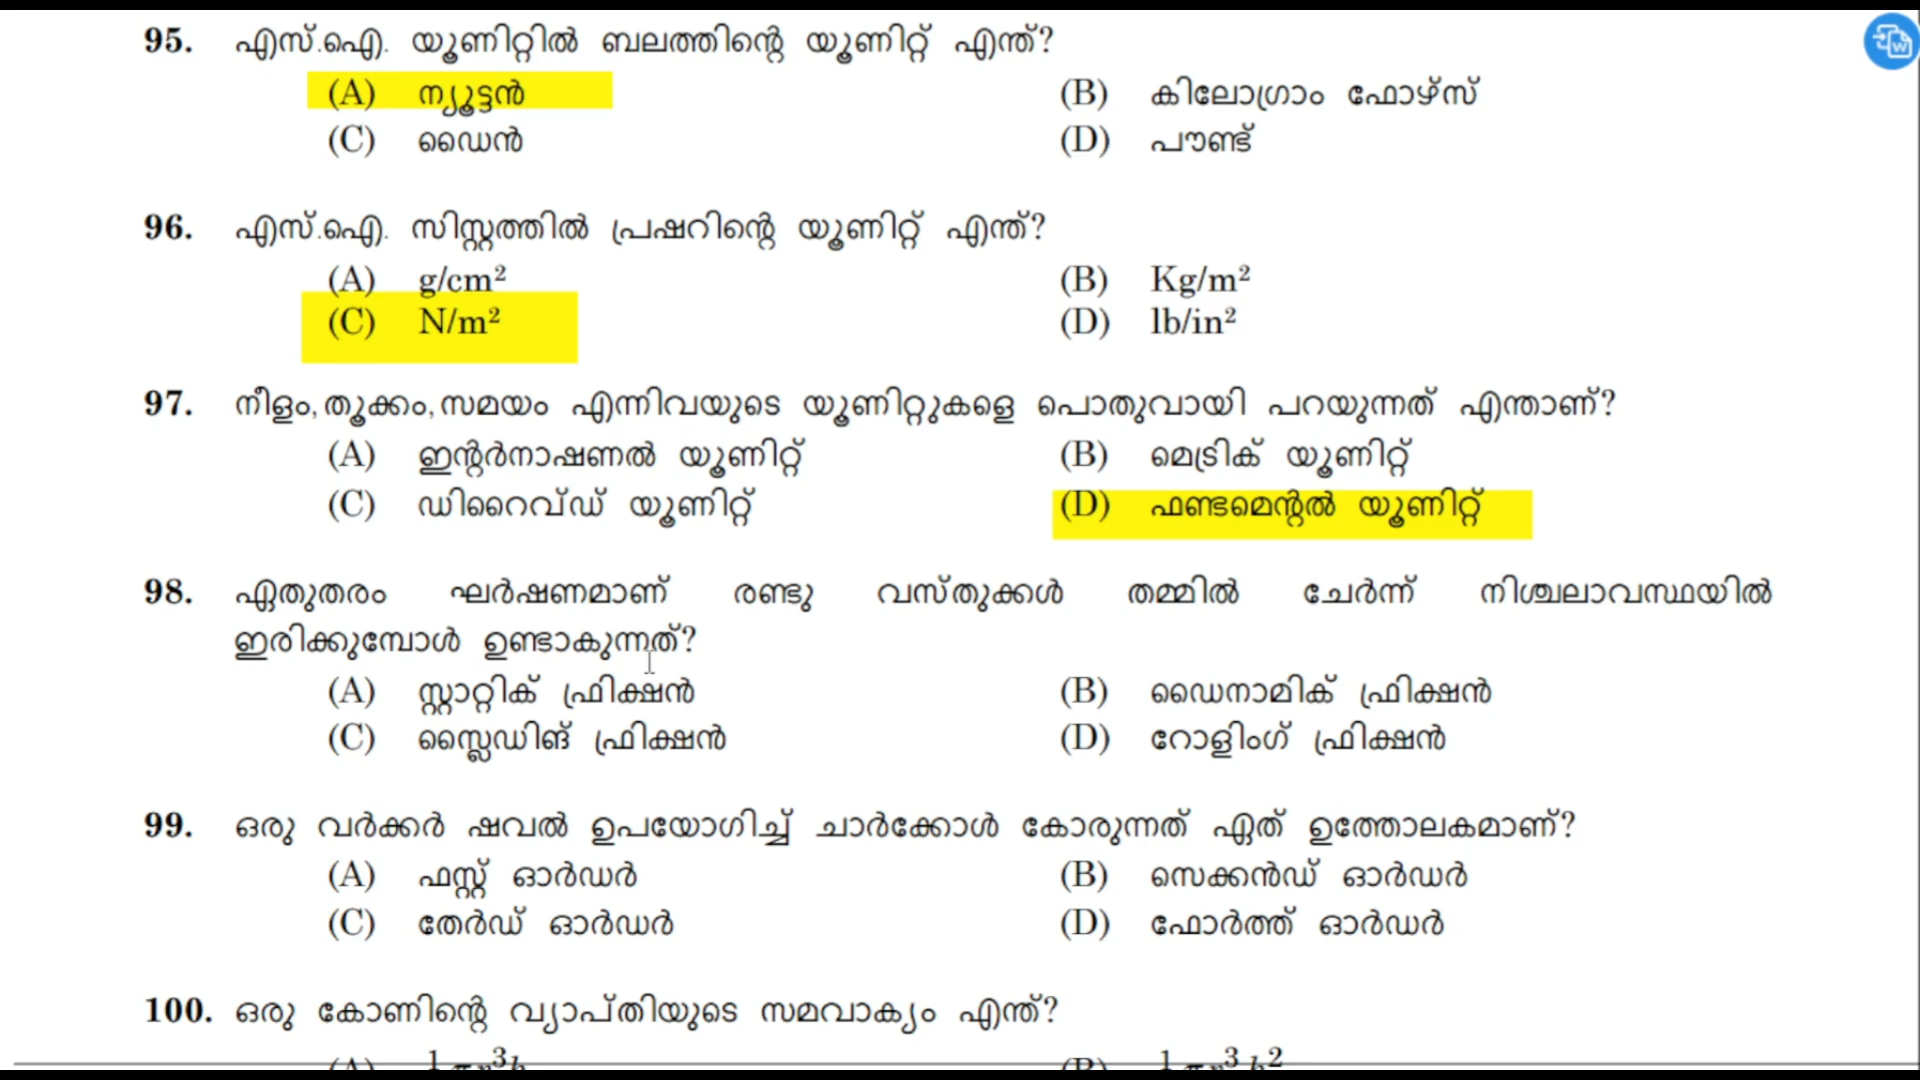 95. എസ്.ഐ. യൂണിറ്റിൽ ബലത്തിന്റെ യൂണിറ്റ് എന്ത്?
(A) ന്യൂട്ടൻ (B) കിലോഗ്രാം ഫോഴ്സ്
(C) ഡൈൻ (D) പൗണ്ട്
96. എസ്.ഐ. സിസ്റ്റത്തിൽ പ്രഷറിന്റെ യൂണിറ്റ് എന്ത്?
(A) g/cm² (B) Kg/m²
(C) N/m² (D) lb/in²
97. നീളം,തൂക്കം,സമയം എന്നിവയുടെ യൂണിറ്റുകളെ പൊതുവായി പറയുന്നത് എന്താണ്?
(A) ഇന്റർനാഷണൽ യൂണിറ്റ് (B) മെട്രിക് യൂണിറ്റ്
(C) ഡിറൈവ്ഡ് യൂണിറ്റ് (D) ഫണ്ടമെന്റൽ യൂണിറ്റ്
98. ഏതുതരം ഘർഷണമാണ് രണ്ടു വസ്തുക്കൾ തമ്മിൽ ചേർന്ന് നിശ്ചലാവസ്ഥയിൽ
ഇരിക്കുമ്പോൾ ഉണ്ടാകുന്നത്?
(A) സ്റ്റാറ്റിക് ഫ്രിക്ഷൻ (B) ഡൈനാമിക് ഫ്രിക്ഷൻ
(C) സ്ലൈഡിങ് ഫ്രിക്ഷൻ (D) റോളിംഗ് ഫ്രിക്ഷൻ
99. ഒരു വർക്കർ ഷവൽ ഉപയോഗിച്ച് ചാർക്കോൾ കോരുന്നത് ഏത് ഉത്തോലകമാണ്?
(A) ഫസ്റ്റ് ഓർഡർ (B) സെക്കൻഡ് ഓർഡർ
(C) തേർഡ് ഓർഡർ (D) ഫോർത്ത് ഓർഡർ
100. ഒരു കോണിന്റെ വ്യാപ്തിയുടെ സമവാക്യം എന്ത്?